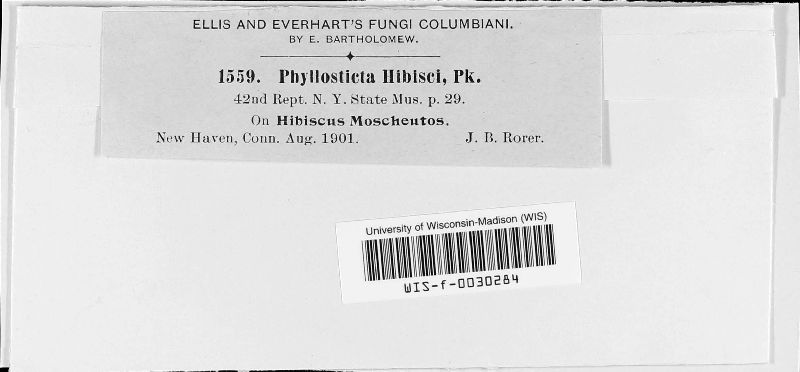 ELLIS AND EVERHART'S FUNGI COLUMBIANI.
BY E. BARTHOLOMEW.
1559. Phyllosticta Hibisci, Pk.
42nd Rept. N. Y. State Mus. p. 29.
On Hibiscus Moscheutos.
New Haven, Conn. Aug. 1901. J. B. Rorer.
University of Wisconsin-Madison (WIS)
WIS-f-0030284